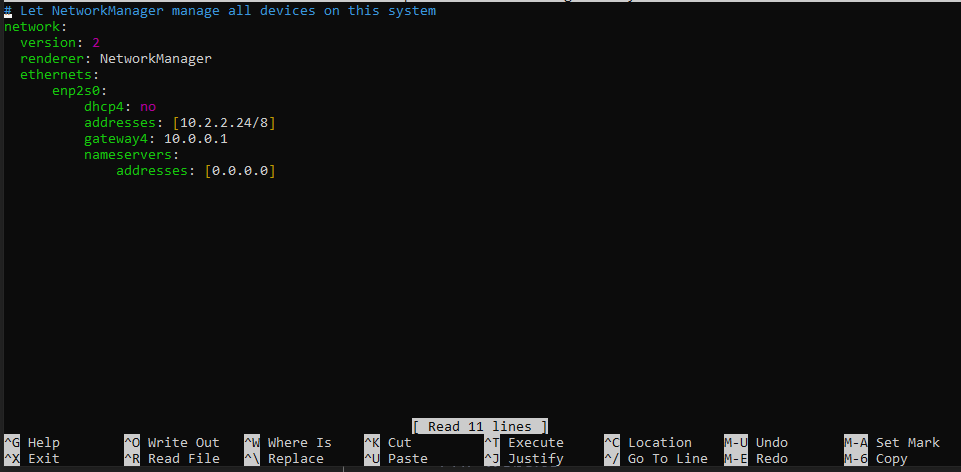 # Let NetworkManager manage all devices on this system
network:
  version: 2
  renderer: NetworkManager
  ethernets:
      enp2s0:
          dhcp4: no
          addresses: [10.2.2.24/8]
          gateway4: 10.0.0.1
          nameservers:
              addresses: [0.0.0.0]
[ Read 11 lines ]
^G Help ^O Write Out ^W Where Is ^K Cut ^T Execute ^C Location M-U Undo M-A Set Mark
^X Exit ^R Read File ^\ Replace ^U Paste ^J Justify ^/ Go To Line M-E Redo M-6 Copy